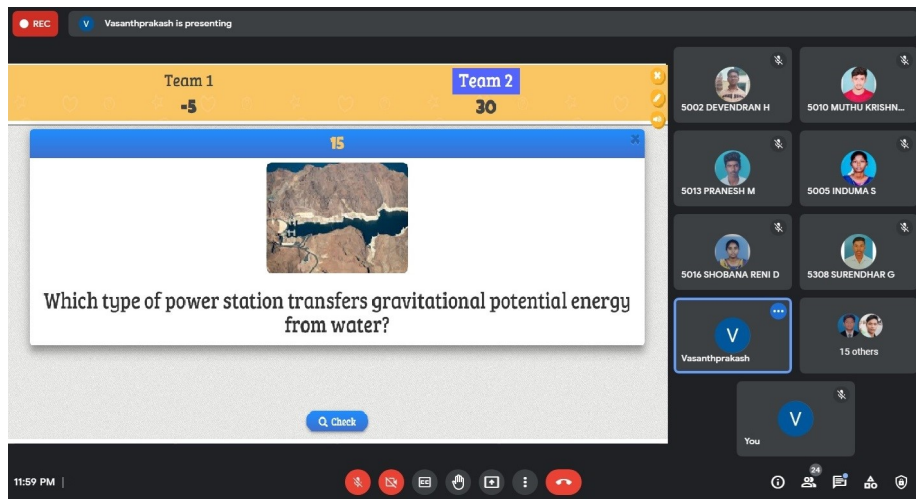 REC
V Vasanthprakash is presenting
Team 1
-5
Team 2
30
15
Which type of power station transfers gravitational potential energy
from water?
Check
5002 DEVENDRAN H
5010 MUTHU KRISHN...
5013 PRANESH M
5005 INDUMA S
5016 SHOBANA RENI D
5308 SURENDHAR G
V
Vasanthprakash
15 others
V
You
11:59 PM
CC
24